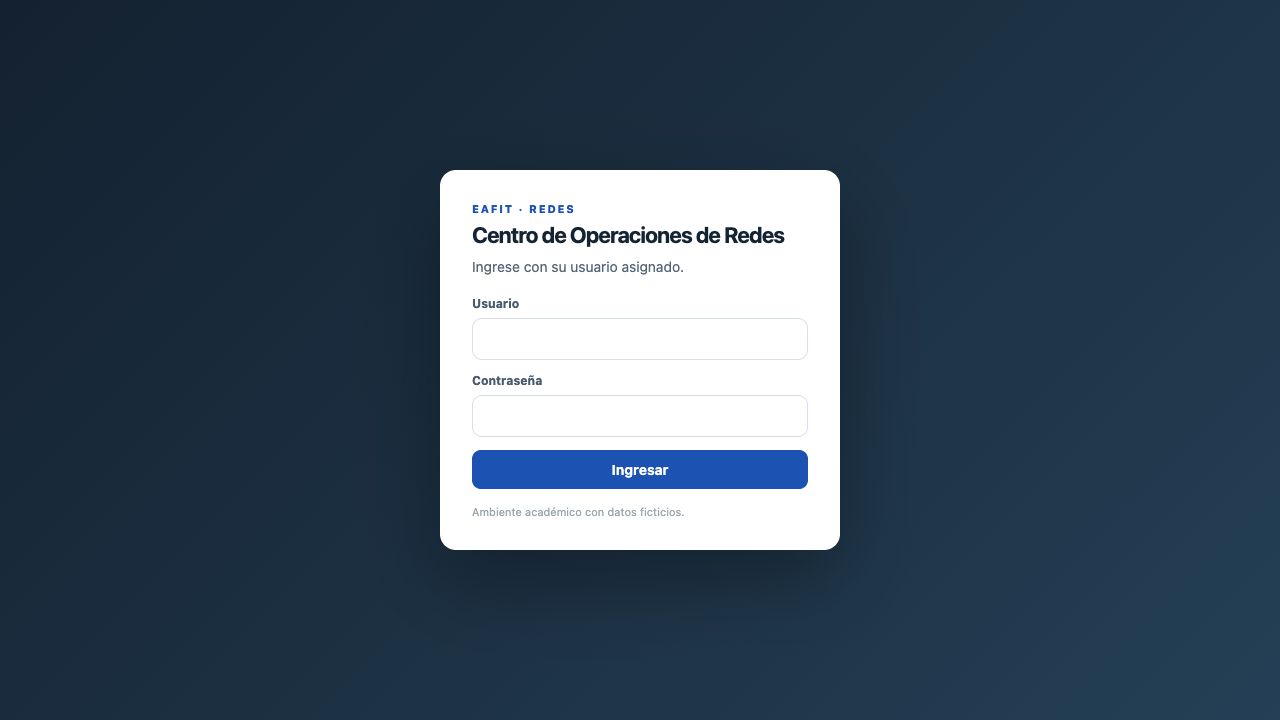 EAFIT · REDES
Centro de Operaciones de Redes
Ingrese con su usuario asignado.
Usuario
Contraseña
Ingresar
Ambiente académico con datos ficticios.